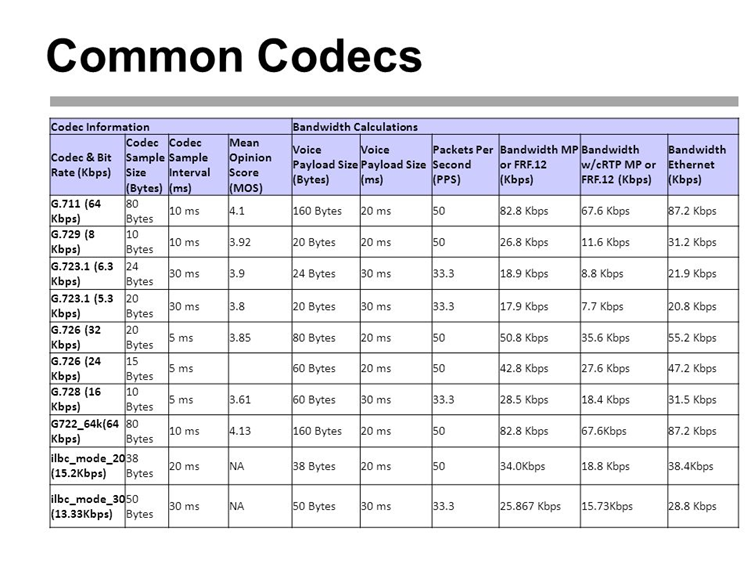 Common Codecs
Codec Information Bandwidth Calculations
Codec & Bit Rate (Kbps) Codec Sample Size (Bytes) Codec Sample Interval (ms) Mean Opinion Score (MOS) Voice Payload Size (Bytes) Voice Payload Size (ms) Packets Per Second (PPS) Bandwidth MP or FRF.12 (Kbps) Bandwidth w/cRTP MP or FRF.12 (Kbps) Bandwidth Ethernet (Kbps)
G.711 (64 Kbps) 80 Bytes 10 ms 4.1 160 Bytes 20 ms 50 82.8 Kbps 67.6 Kbps 87.2 Kbps
G.729 (8 Kbps) 10 Bytes 10 ms 3.92 20 Bytes 20 ms 50 26.8 Kbps 11.6 Kbps 31.2 Kbps
G.723.1 (6.3 Kbps) 24 Bytes 30 ms 3.9 24 Bytes 30 ms 33.3 18.9 Kbps 8.8 Kbps 21.9 Kbps
G.723.1 (5.3 Kbps) 20 Bytes 30 ms 3.8 20 Bytes 30 ms 33.3 17.9 Kbps 7.7 Kbps 20.8 Kbps
G.726 (32 Kbps) 20 Bytes 5 ms 3.85 80 Bytes 20 ms 50 50.8 Kbps 35.6 Kbps 55.2 Kbps
G.726 (24 Kbps) 15 Bytes 5 ms 60 Bytes 20 ms 50 42.8 Kbps 27.6 Kbps 47.2 Kbps
G.728 (16 Kbps) 10 Bytes 5 ms 3.61 60 Bytes 30 ms 33.3 28.5 Kbps 18.4 Kbps 31.5 Kbps
G722_64k(64 Kbps) 80 Bytes 10 ms 4.13 160 Bytes 20 ms 50 82.8 Kbps 67.6Kbps 87.2 Kbps
ilbc_mode_20 (15.2Kbps) 38 Bytes 20 ms NA 38 Bytes 20 ms 50 34.0Kbps 18.8 Kbps 38.4Kbps
ilbc_mode_30 (13.33Kbps) 50 Bytes 30 ms NA 50 Bytes 30 ms 33.3 25.867 Kbps 15.73Kbps 28.8 Kbps